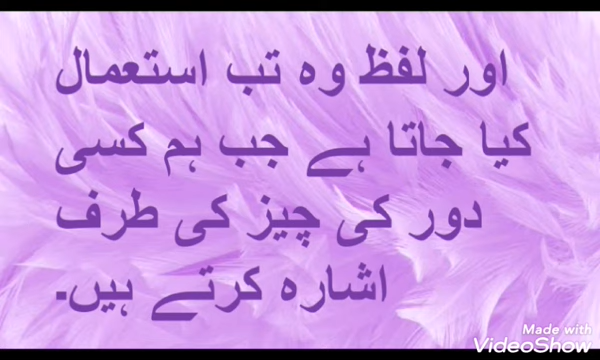 اور لفظ وہ تب استعمال
کیا جاتا ہے جب ہم کسی
دور کی چیز کی طرف
اشارہ کرتے ہیں۔
Made with
VideoShow